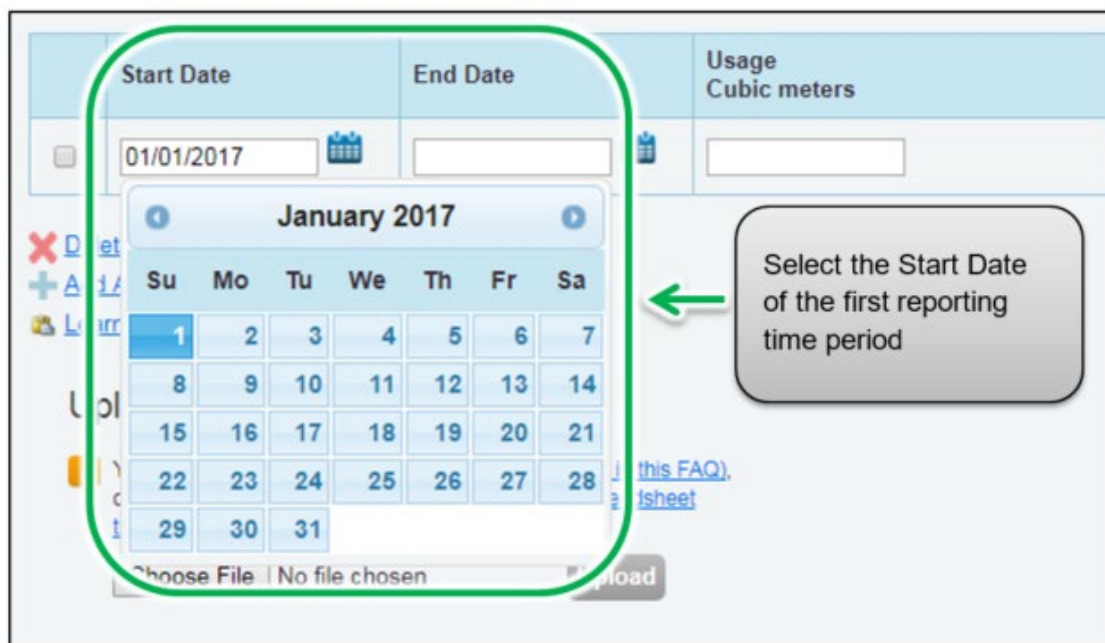 Start Date End Date Usage
Cubic meters
01/01/2017
January 2017
Su Mo Tu We Th Fr Sa
1 2 3 4 5 6 7
8 9 10 11 12 13 14
15 16 17 18 19 20 21
22 23 24 25 26 27 28
29 30 31
Select the Start Date
of the first reporting
time period
this FAQ),
Choose File No file chosen Upload